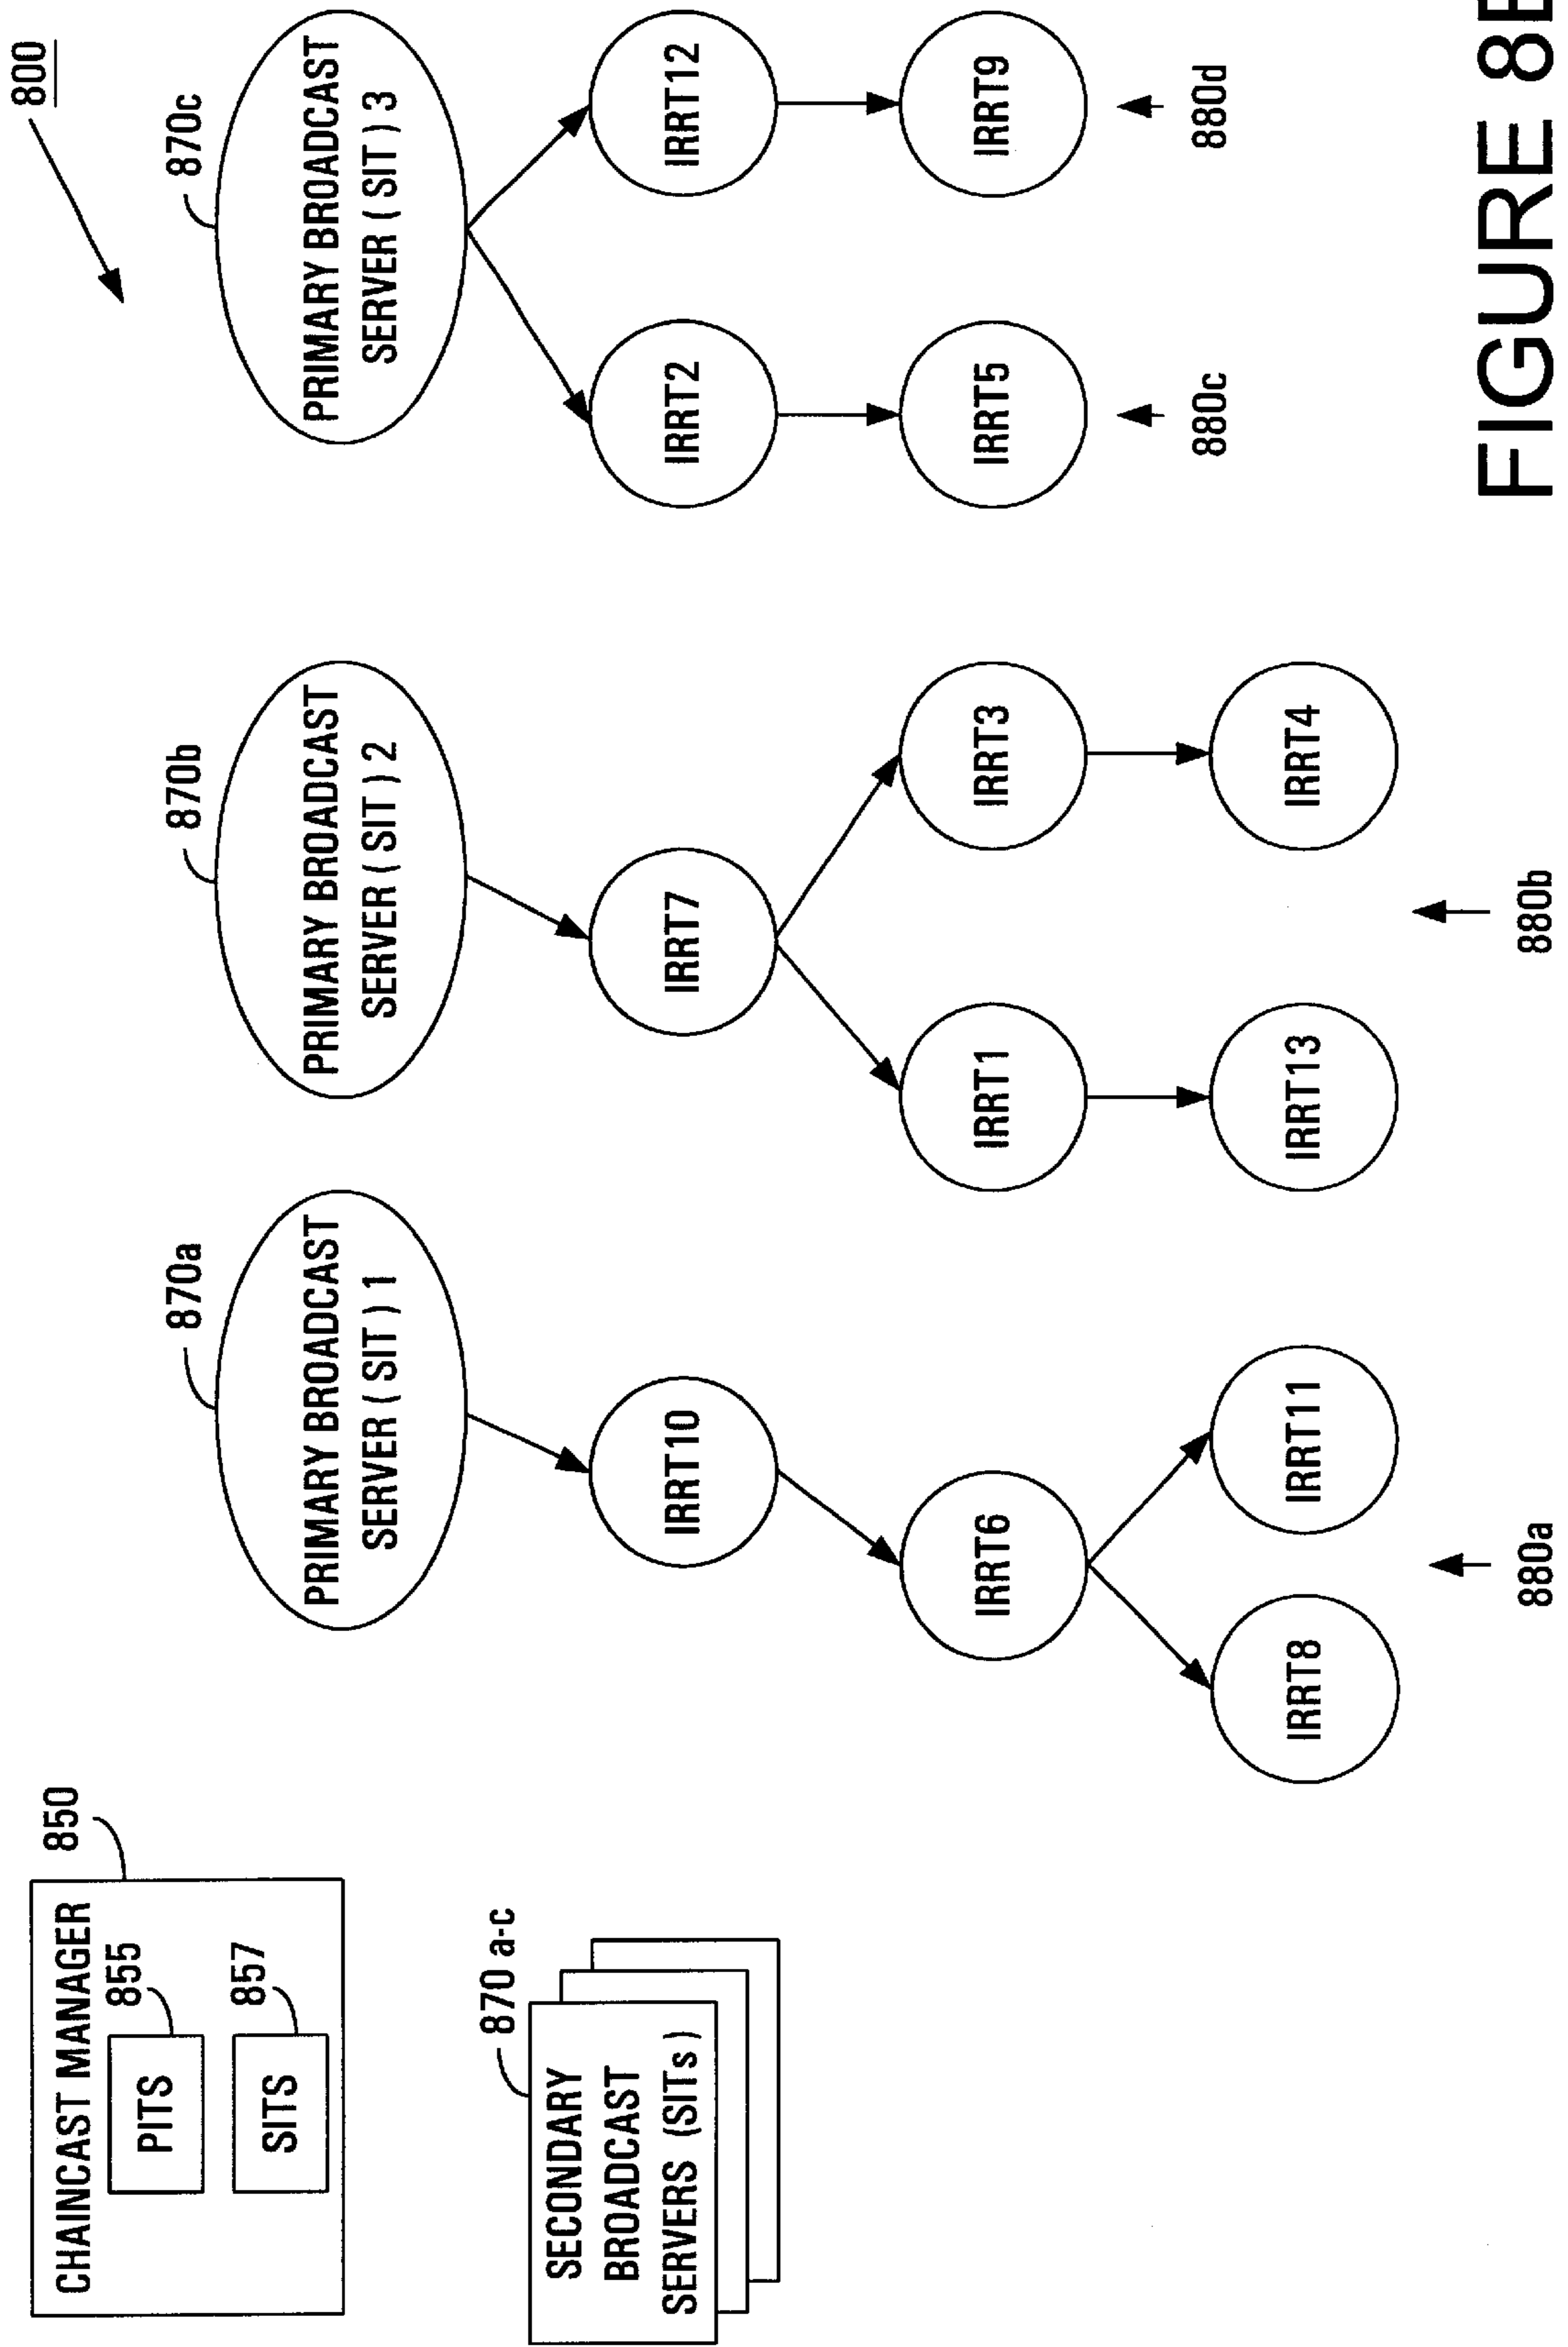 800
CHAINCAST MANAGER
850
PITS
855
SITS
857
SECONDARY
BROADCAST
SERVERS (SITs)
870 a-c
870a
PRIMARY BROADCAST
SERVER (SIT) 1
IRRT10
IRRT6
IRRT8
IRRT11
880a
870b
PRIMARY BROADCAST
SERVER (SIT) 2
IRRT7
IRRT1
IRRT3
IRRT13
IRRT4
880b
870c
PRIMARY BROADCAST
SERVER (SIT) 3
IRRT2
IRRT12
IRRT5
IRRT9
880c
880d
FIGURE